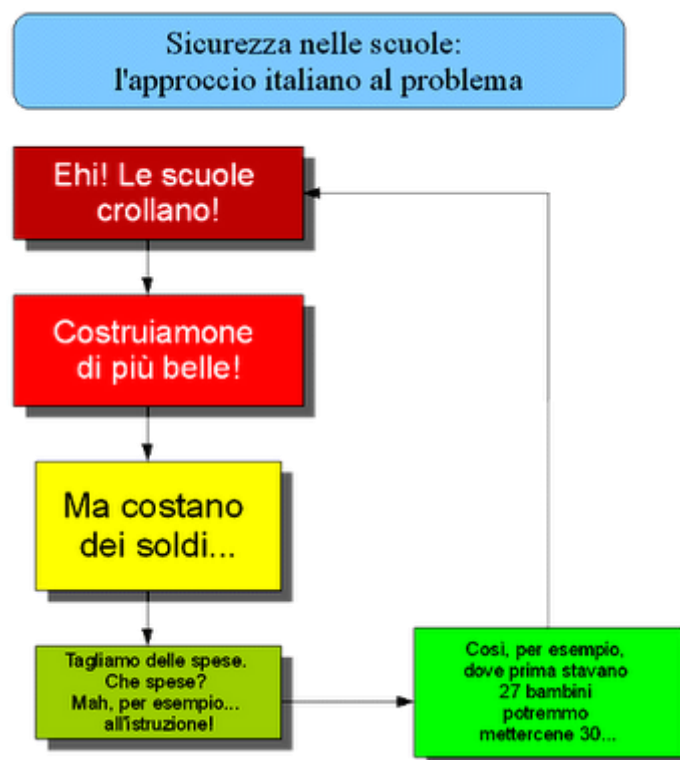 Sicurezza nelle scuole:
l'approccio italiano al problema
Ehi! Le scuole
crollano!
Costruiamone
di più belle!
Ma costano
dei soldi...
Tagliamo delle spese.
Che spese?
Mah, per esempio...
all'istruzione!
Così, per esempio,
dove prima stavano
27 bambini
potremmo
mettercene 30...